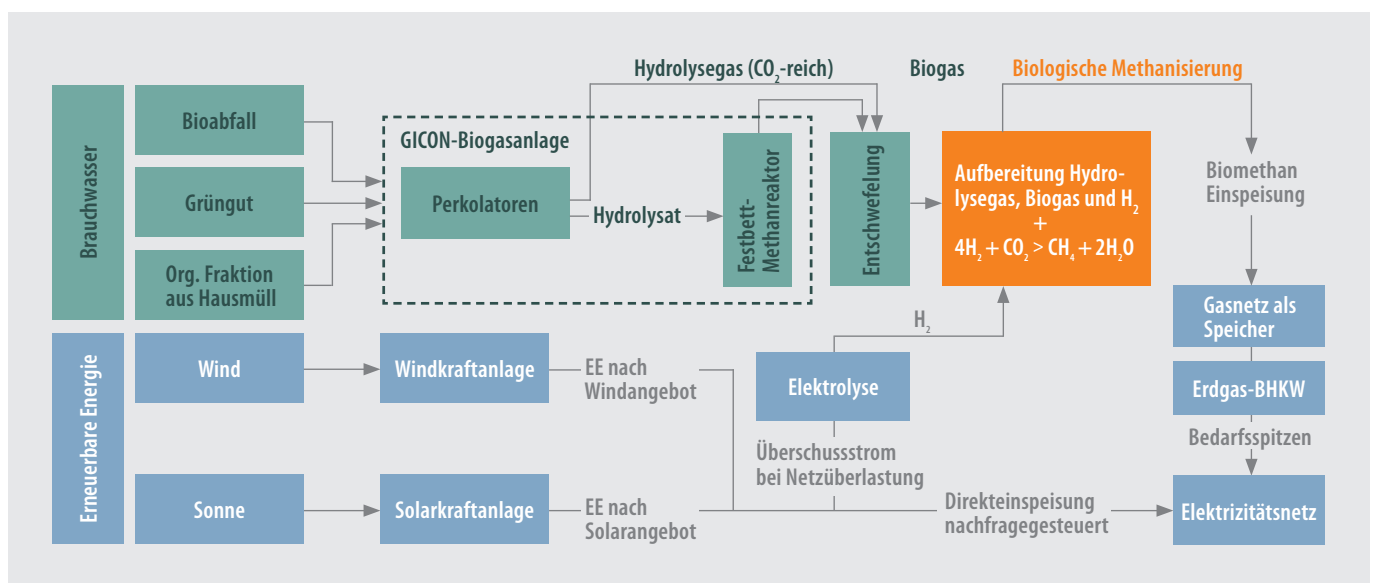 Hydrolysegas (CO₂-reich)
Biogas
Biologische Methanisierung
Brauchwasser
Bioabfall
Grüngut
Org. Fraktion
aus Hausmüll
GICON-Biogasanlage
Perkolatoren
Hydrolysat
Festbett-
Methanreaktor
Entschwefelung
Aufbereitung Hydro-
lysegas, Biogas und H₂
+
4H₂ + CO₂ > CH₄ + 2H₂O
Biomethan
Einspeisung
H₂
Gasnetz als
Speicher
Erneuerbare Energie
Wind
Windkraftanlage
EE nach
Windangebot
Elektrolyse
Erdgas-BHKW
Bedarfsspitzen
Überschussstrom
bei Netzüberlastung
Sonne
Solarkraftanlage
EE nach
Solarangebot
Direkteinspeisung
nachfragegesteuert
Elektrizitätsnetz